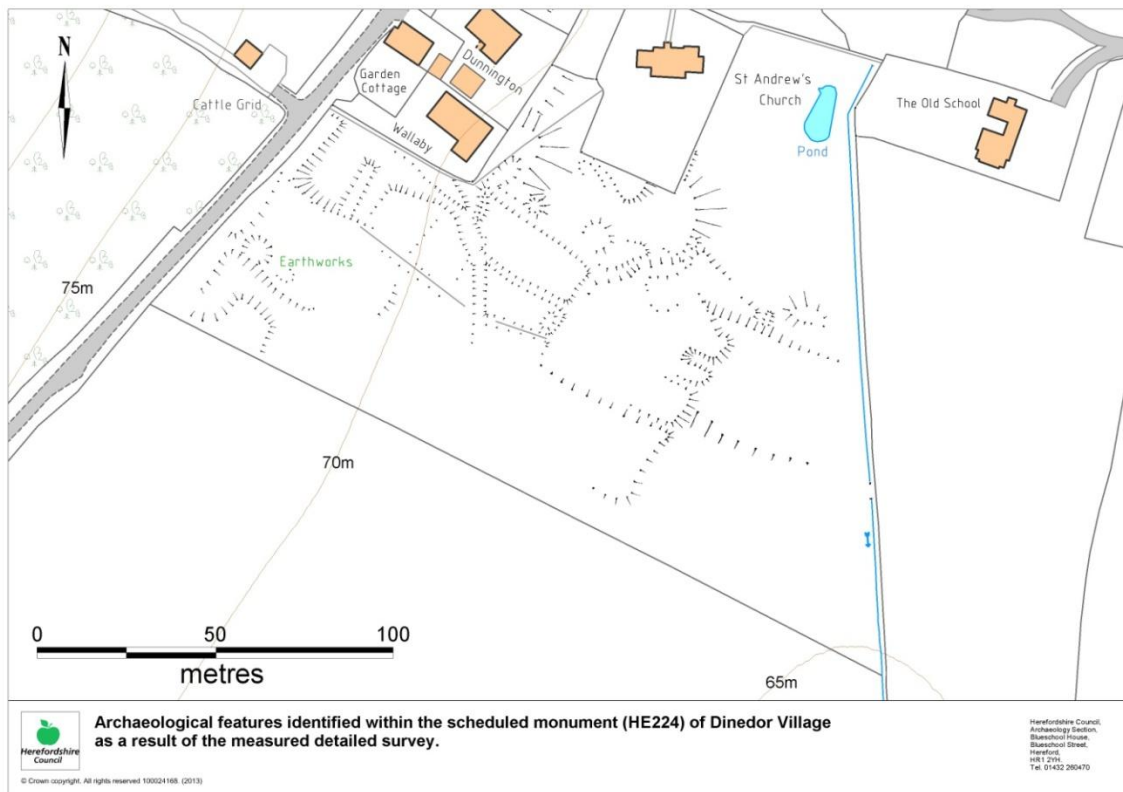 N
Cattle Grid
Garden
Cottage
Dunnington
Wallaby
St Andrew's
Church
Pond
The Old School
Earthworks
75m
70m
65m
0 50 100
metres
Herefordshire
Council
Archaeological features identified within the scheduled monument (HE224) of Dinedor Village
as a result of the measured detailed survey.
© Crown copyright. All rights reserved 100024168. (2013)
Herefordshire Council,
Archaeology Section,
Blueschool House,
Blueschool Street,
Hereford,
HR1 2YH.
Tel. 01432 260470